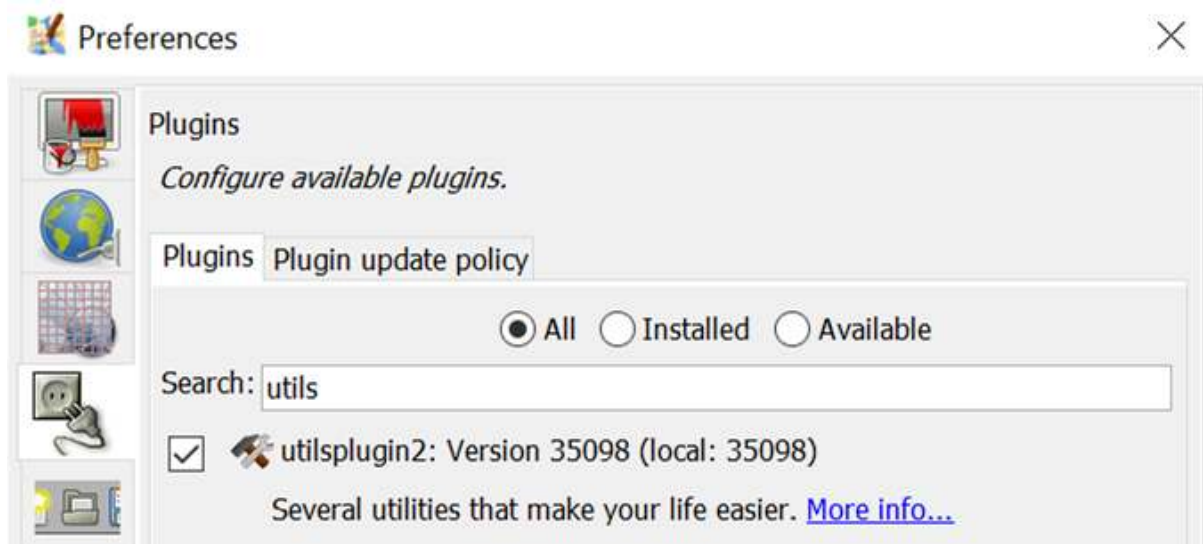 Preferences
Plugins
Configure available plugins.
Plugins Plugin update policy
All Installed Available
Search: utils
utilsplugin2: Version 35098 (local: 35098)
Several utilities that make your life easier. More info...